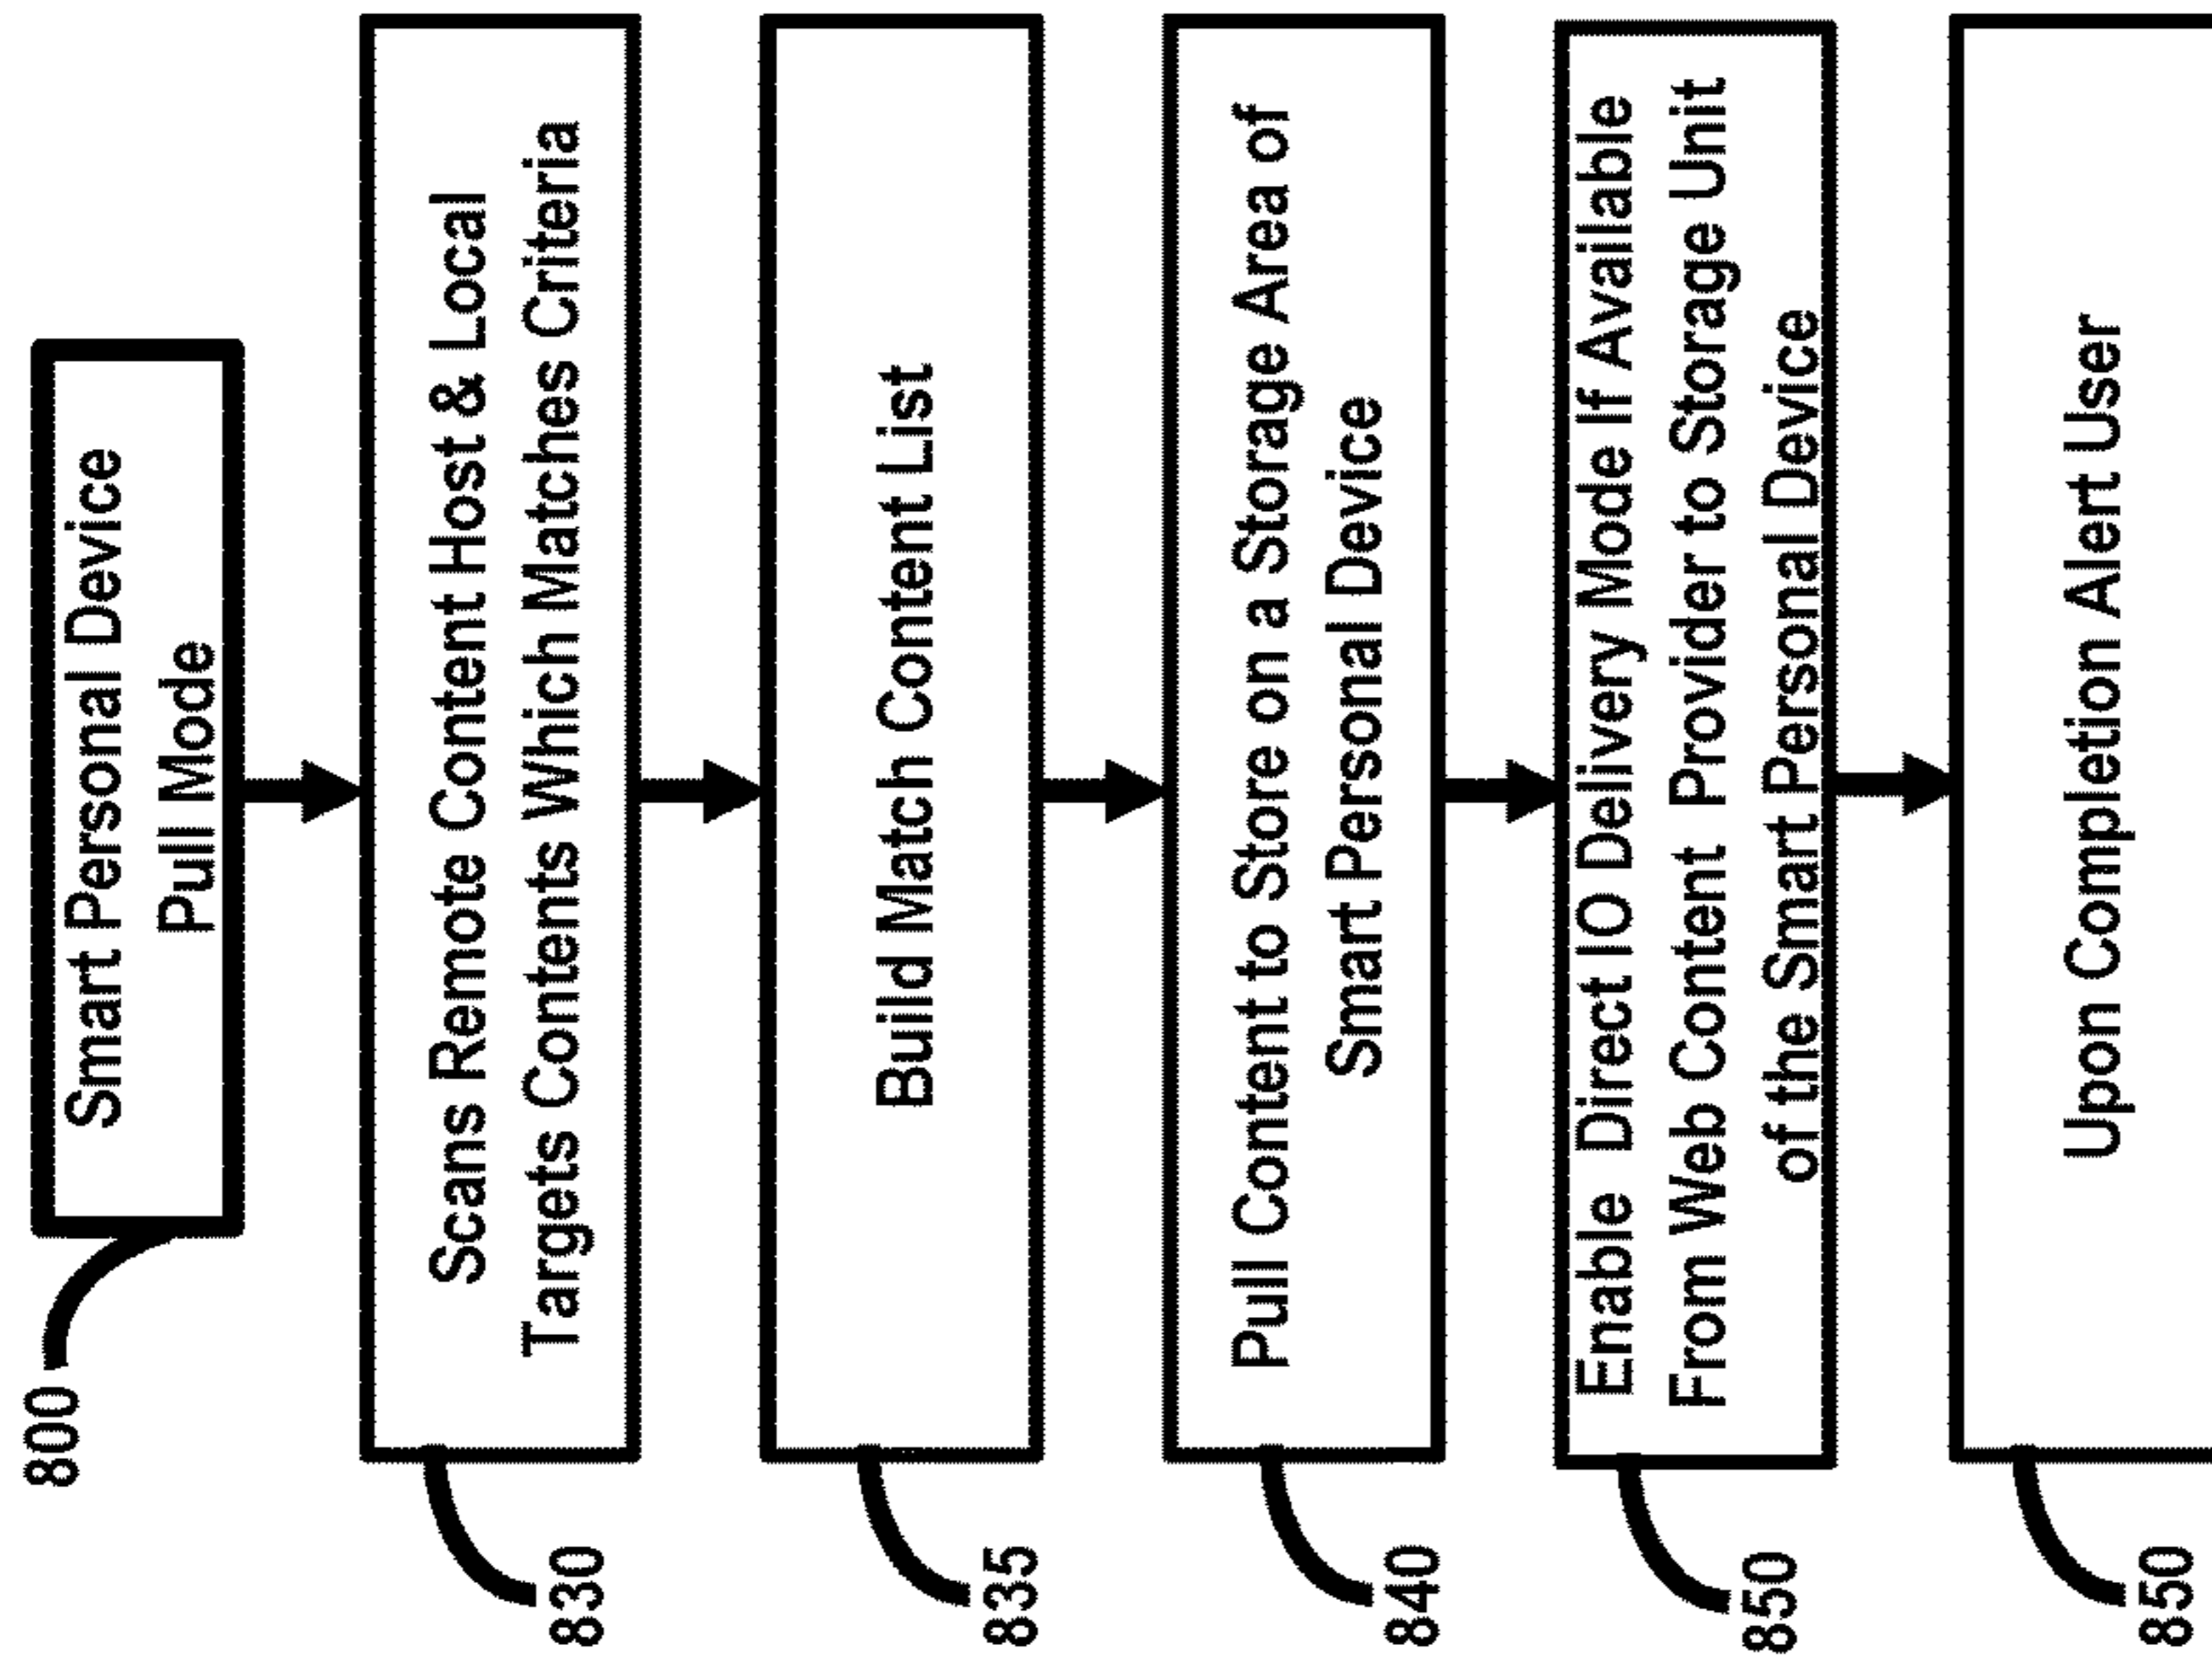 800
Smart Personal Device
Pull Mode
830
Scans Remote Content Host & Local
Targets Contents Which Matches Criteria
835
Build Match Content List
840
Pull Content to Store on a Storage Area of
Smart Personal Device
850
Enable Direct IO Delivery Mode If Available
From Web Content Provider to Storage Unit
of the Smart Personal Device
850
Upon Completion Alert User